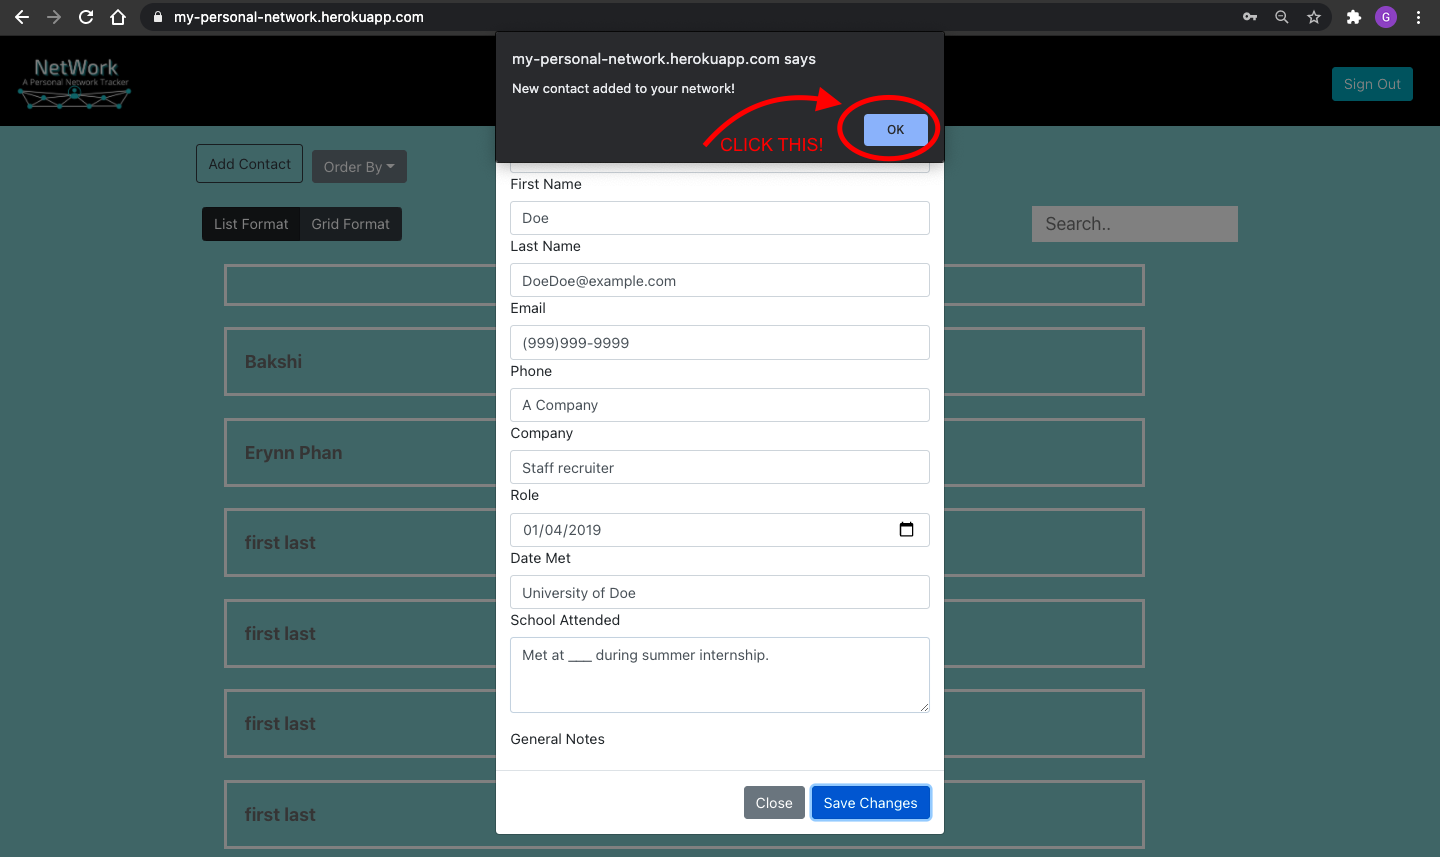 my-personal-network.herokuapp.com
G
NetWork
A Personal Network Tracker
my-personal-network.herokuapp.com says
New contact added to your network!
OK
CLICK THIS!
Sign Out
Add Contact
Order By
List Format Grid Format
Search..
First Name
Doe
Last Name
DoeDoe@example.com
Email
(999)999-9999
Phone
A Company
Company
Staff recruiter
Role
01/04/2019
Date Met
University of Doe
School Attended
Met at ___ during summer internship.
General Notes
Close
Save Changes
Bakshi
Erynn Phan
first last
first last
first last
first last